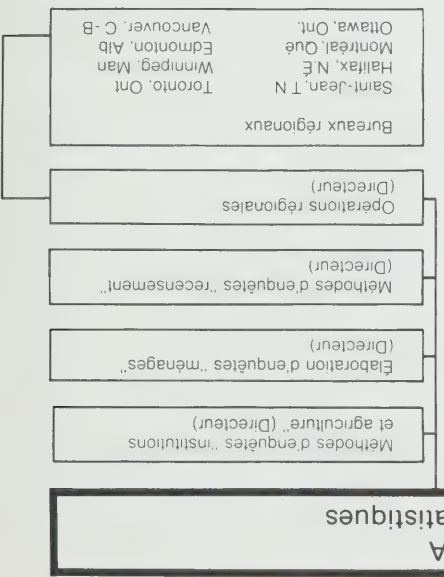 A
atistiques
Méthodes d'enquêtes "institutions
et agriculture" (Directeur)
Élaboration d'enquêtes "ménages"
(Directeur)
Méthodes d'enquêtes "recensement"
(Directeur)
Opérations régionales
(Directeur)
Bureaux régionaux
Saint-Jean, T N
Halifax, N.É.
Montréal, Qué
Ottawa, Ont.
Toronto, Ont
Winnipeg, Man
Edmonton, Alb
Vancouver, C-B